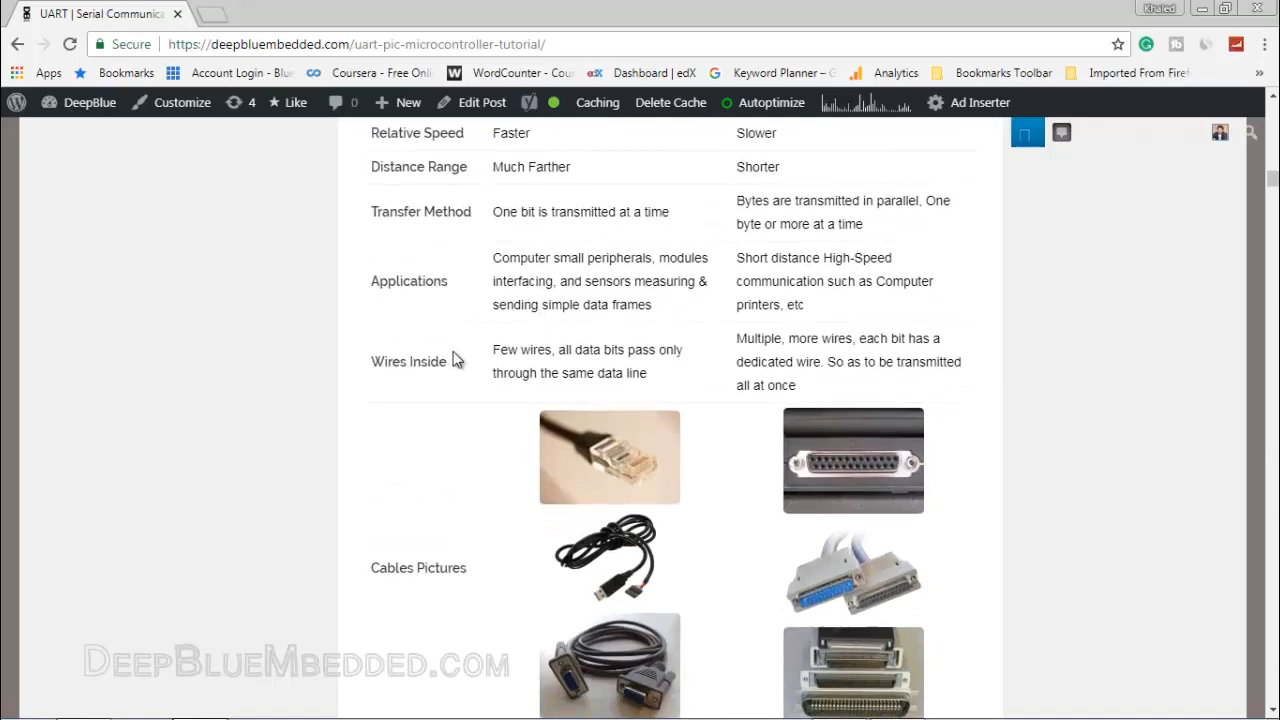 UART | Serial Communica
Khaled
Secure https://deepbluembedded.com/uart-pic-microcontroller-tutorial/
Apps Bookmarks Account Login - Blue Coursera - Free Onli WordCounter - Cou Dashboard | edX Keyword Planner – G Analytics Bookmarks Toolbar Imported From Firef
DeepBlue Customize 4 Like 0 New Edit Post Caching Delete Cache Autoptimize Ad Inserter
Relative Speed Faster Slower
Distance Range Much Farther Shorter
Transfer Method One bit is transmitted at a time Bytes are transmitted in parallel, One
byte or more at a time
Applications Computer small peripherals, modules
interfacing, and sensors measuring &
sending simple data frames
Short distance High-Speed
communication such as Computer
printers, etc
Wires Inside Few wires, all data bits pass only
through the same data line
Multiple, more wires, each bit has a
dedicated wire. So as to be transmitted
all at once
Cables Pictures
DeepBlueMbedded.com